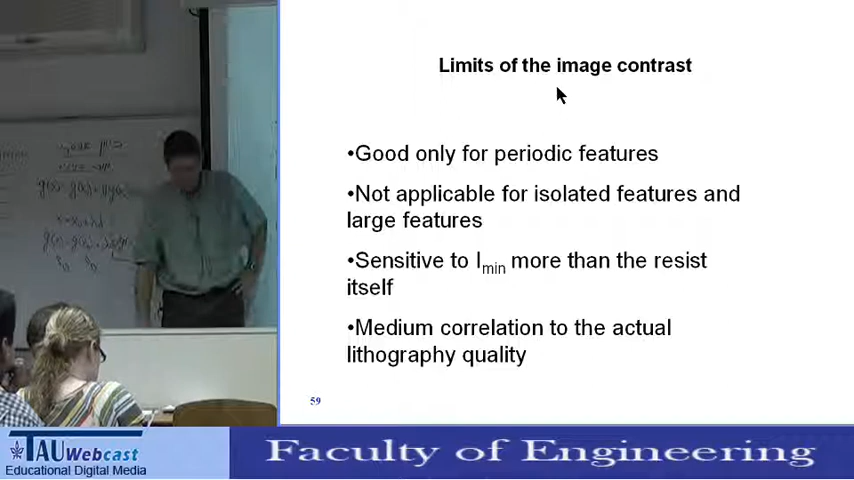 Limits of the image contrast
•Good only for periodic features
•Not applicable for isolated features and
large features
•Sensitive to Imin more than the resist
itself
•Medium correlation to the actual
lithography quality
59
TAUWebcast
Educational Digital Media
Faculty of Engineering